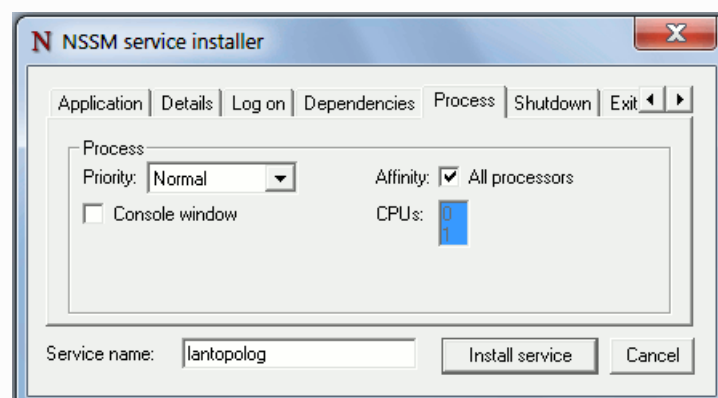 N NSSM service installer
Application Details Log on Dependencies Process Shutdown Exit
Process
Priority: Normal Affinity: All processors
Console window CPUs: 0
1
Service name: lantopolog Install service Cancel